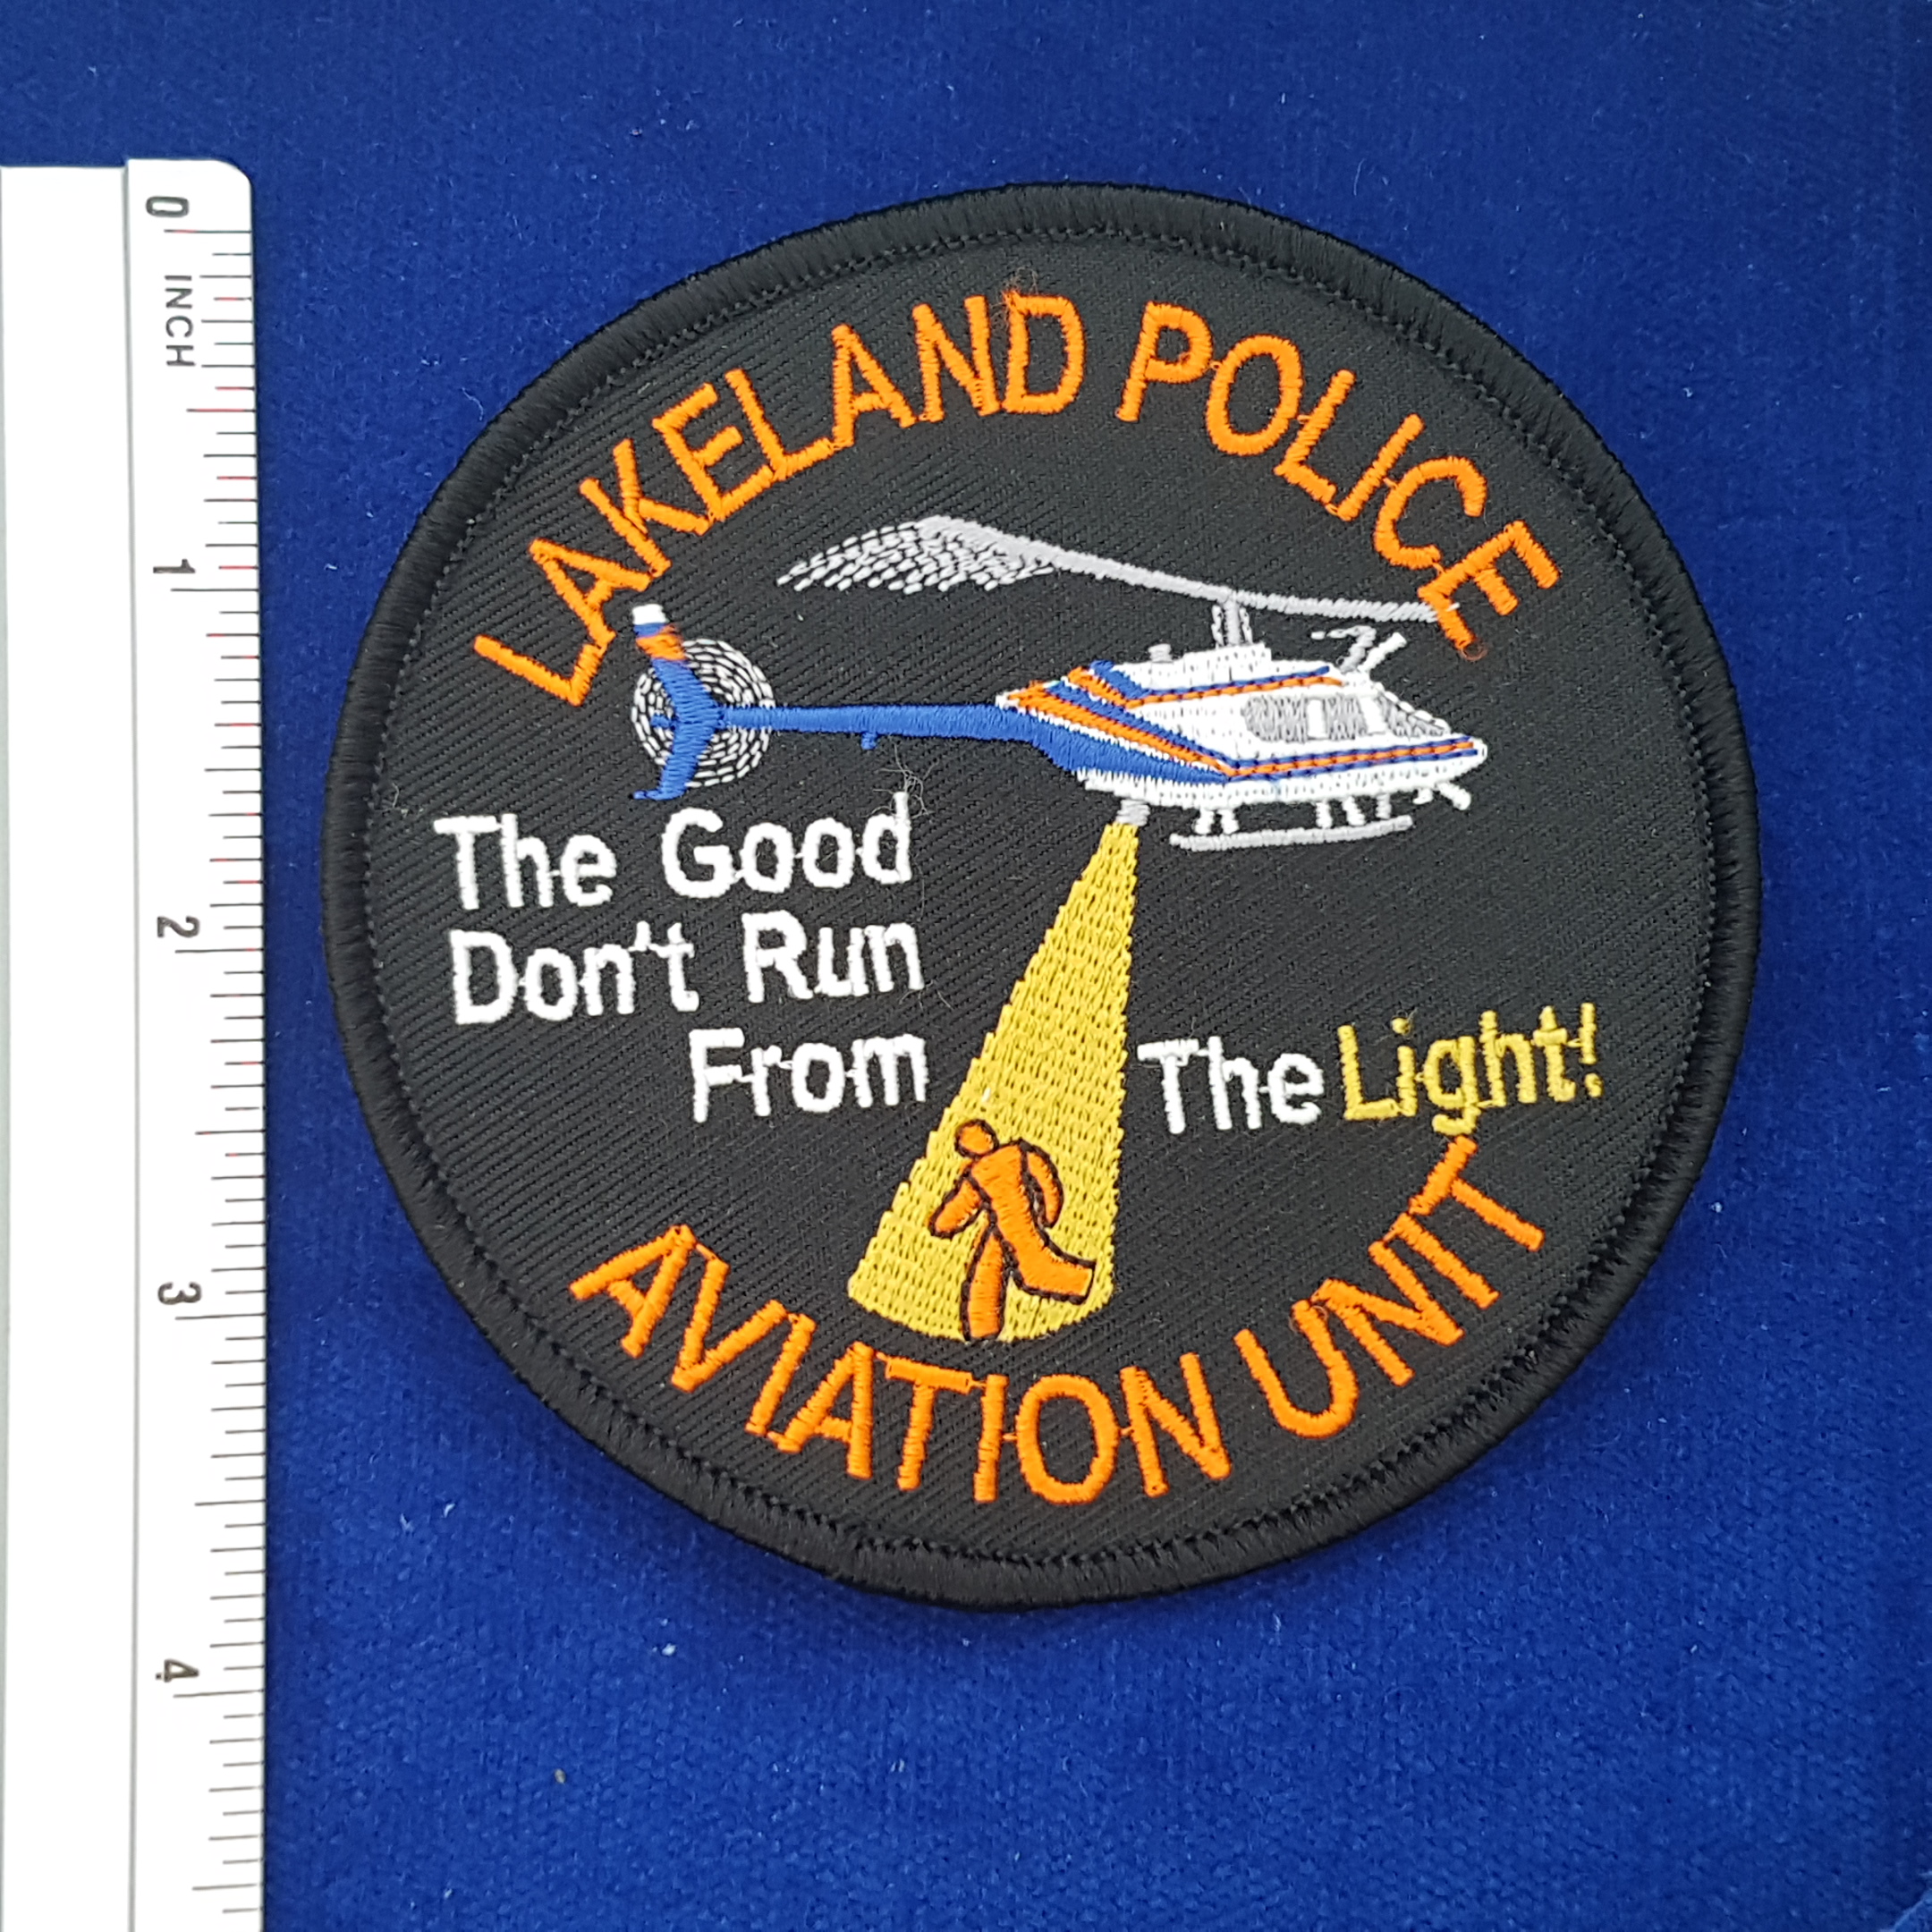 0
INCH
1
2
3
4
LAKELAND POLICE
The Good
Don't Run
From The Light!
AVIATION UNIT